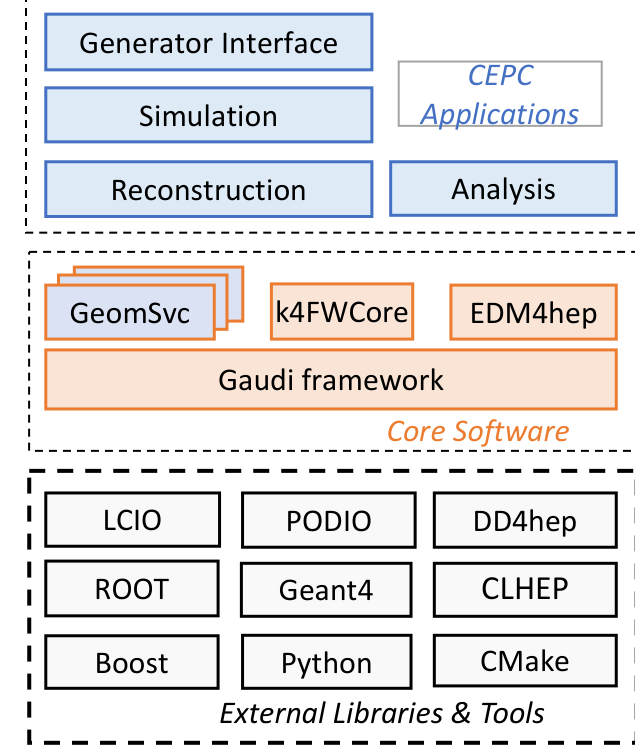 Generator Interface
CEPC
Applications
Simulation
Reconstruction
Analysis
GeomSvc
k4FWCore
EDM4hep
Gaudi framework
Core Software
LCIO
PODIO
DD4hep
ROOT
Geant4
CLHEP
Boost
Python
CMake
External Libraries & Tools